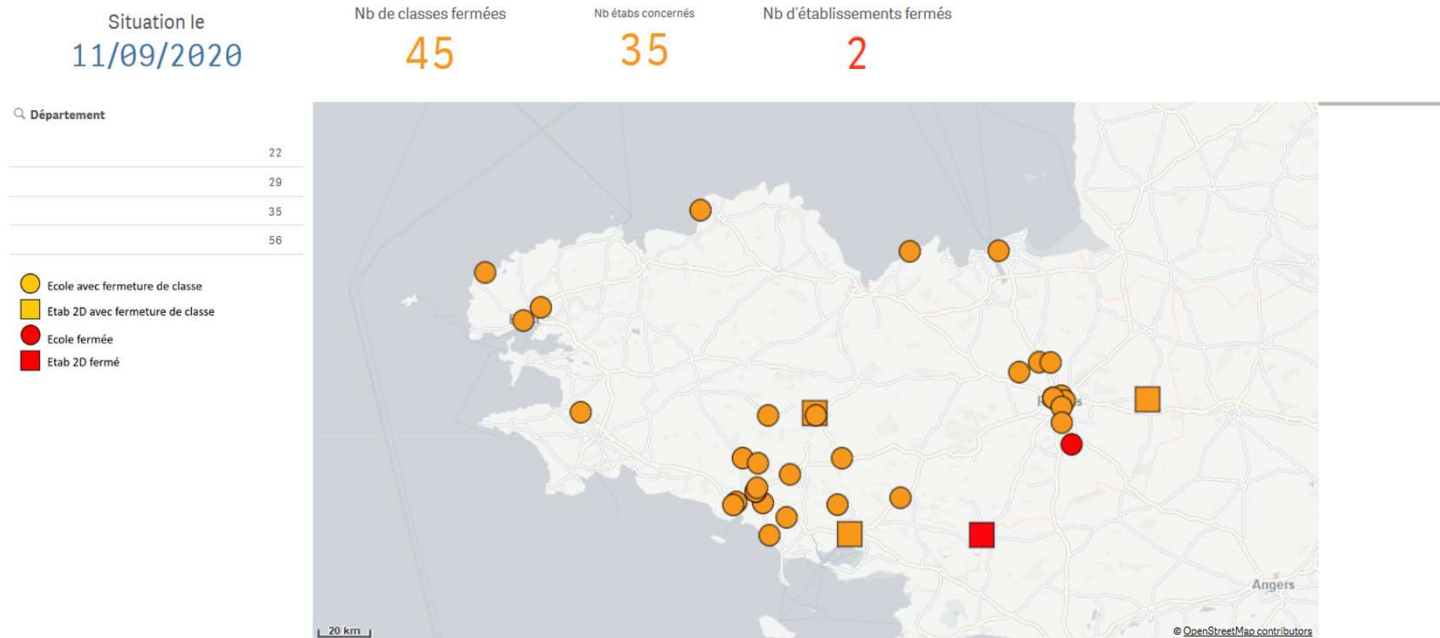 Situation le
11/09/2020
Nb de classes fermées
45
Nb étabs concernés
35
Nb d'établissements fermés
2
Département
22
29
35
56
Ecole avec fermeture de classe
Etab 2D avec fermeture de classe
Ecole fermée
Etab 2D fermé
Angers
20 km
© OpenStreetMap contributors